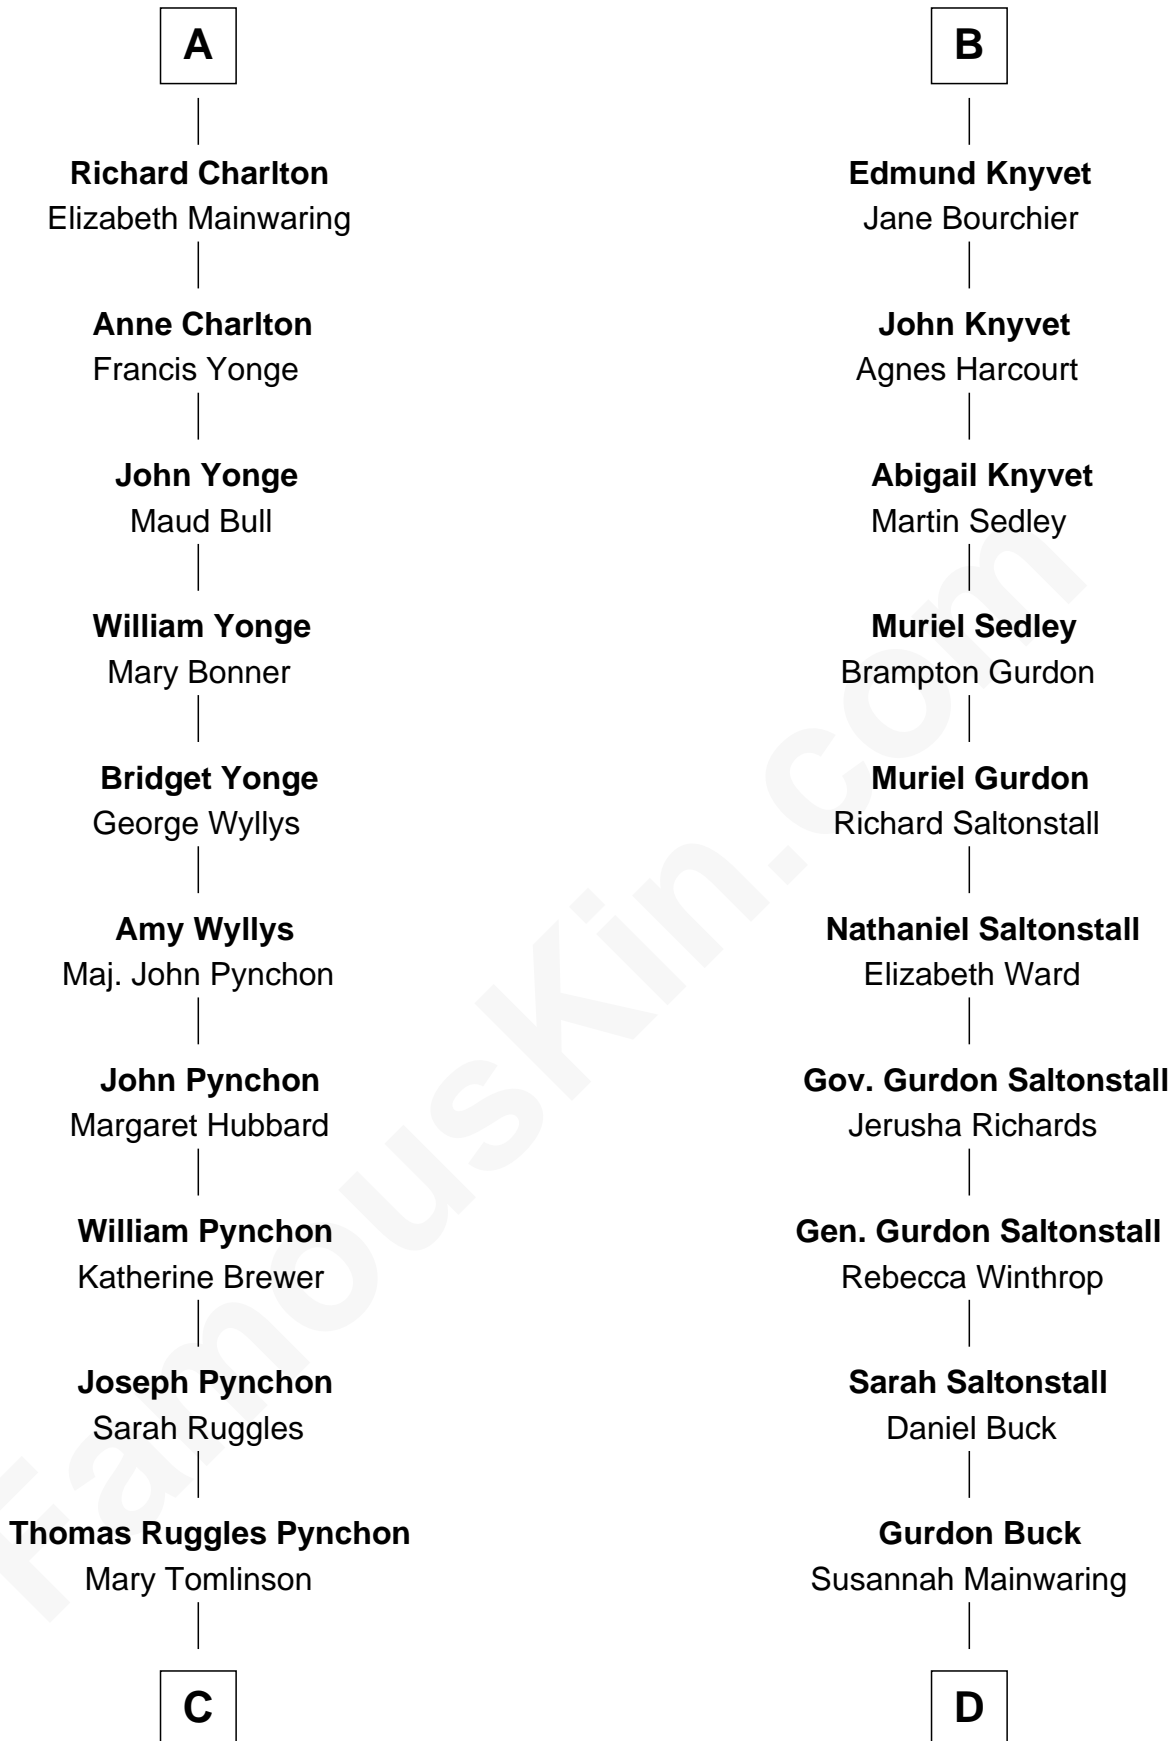 A
Richard Charlton
Elizabeth Mainwaring
Anne Charlton
Francis Yonge
John Yonge
Maud Bull
William Yonge
Mary Bonner
Bridget Yonge
George Wyllys
Amy Wyllys
Maj. John Pynchon
John Pynchon
Margaret Hubbard
William Pynchon
Katherine Brewer
Joseph Pynchon
Sarah Ruggles
Thomas Ruggles Pynchon
Mary Tomlinson
C
B
Edmund Knyvet
Jane Bourchier
John Knyvet
Agnes Harcourt
Abigail Knyvet
Martin Sedley
Muriel Sedley
Brampton Gurdon
Muriel Gurdon
Richard Saltonstall
Nathaniel Saltonstall
Elizabeth Ward
Gov. Gurdon Saltonstall
Jerusha Richards
Gen. Gurdon Saltonstall
Rebecca Winthrop
Sarah Saltonstall
Daniel Buck
Gurdon Buck
Susannah Mainwaring
D
FamousKin.com